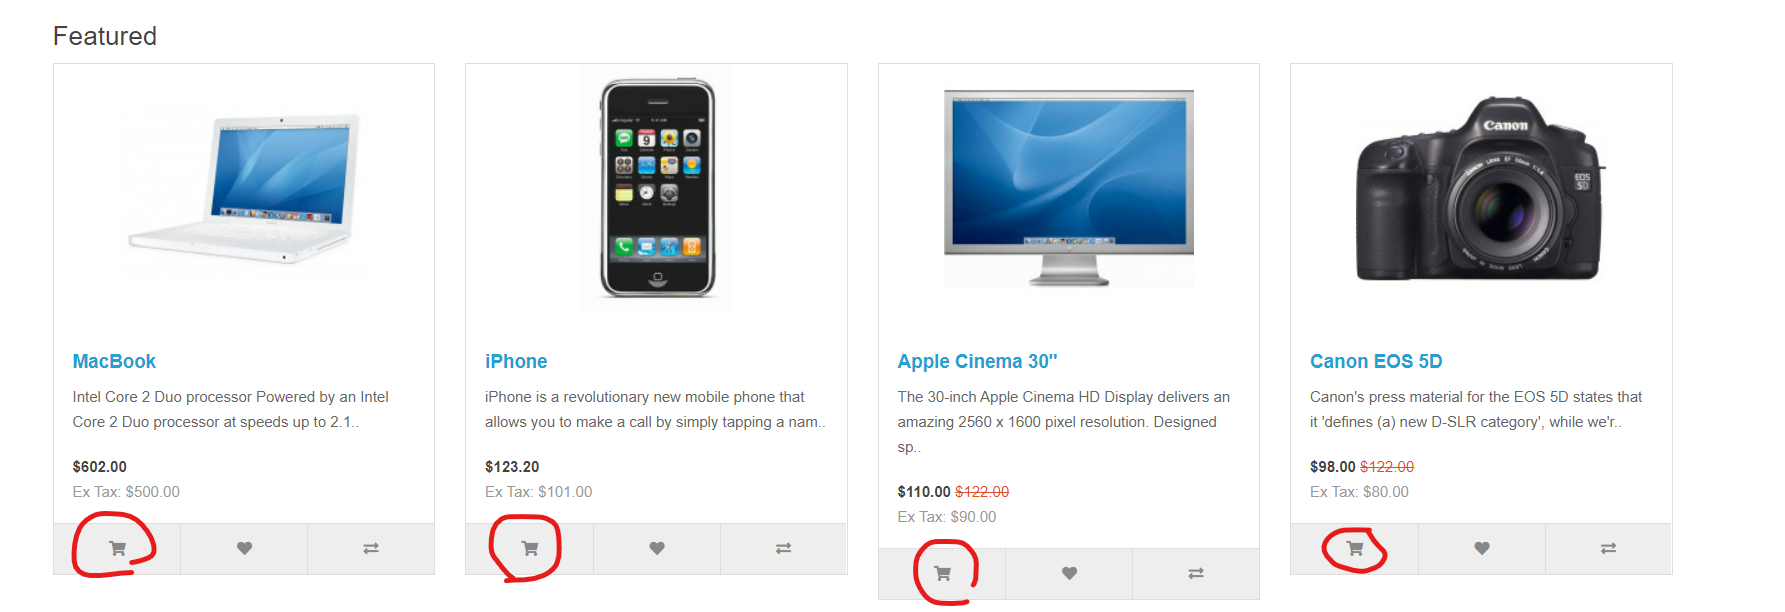 Featured
Canon
EOS
5D
MacBook
Intel Core 2 Duo processor Powered by an Intel
Core 2 Duo processor at speeds up to 2.1..
$602.00
Ex Tax: $500.00
iPhone
iPhone is a revolutionary new mobile phone that
allows you to make a call by simply tapping a nam..
$123.20
Ex Tax: $101.00
Apple Cinema 30"
The 30-inch Apple Cinema HD Display delivers an
amazing 2560 x 1600 pixel resolution. Designed
sp..
$110.00 $122.00
Ex Tax: $90.00
Canon EOS 5D
Canon's press material for the EOS 5D states that
it 'defines (a) new D-SLR category', while we'r..
$98.00 $122.00
Ex Tax: $80.00